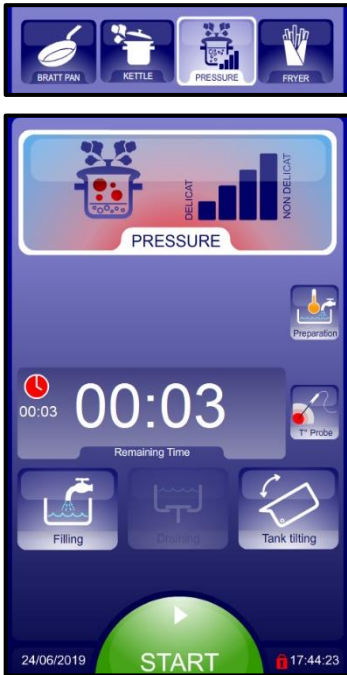 BRATT PAN KETTLE PRESSURE FRYER
DELICAT
NON DELICAT
PRESSURE
Preparation
00:03
00:03
Remaining Time
T° Probe
Filling
Draining
Tank tilting
START
24/06/2019
17:44:23